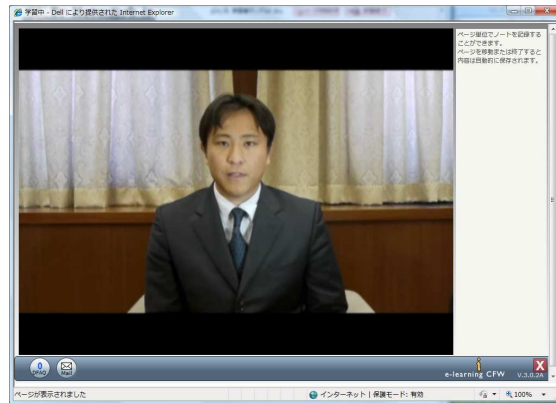 学習中 - Dell により提供された Internet Explorer
ページ単位でノートを記録する
ことができます。
ページを移動または終了すると
内容は自動的に保存されます。
0
OFAQ
Mail
i
X
e-learning CFW
V.3.0.2A
ページが表示されました
インターネット | 保護モード: 有効
100%